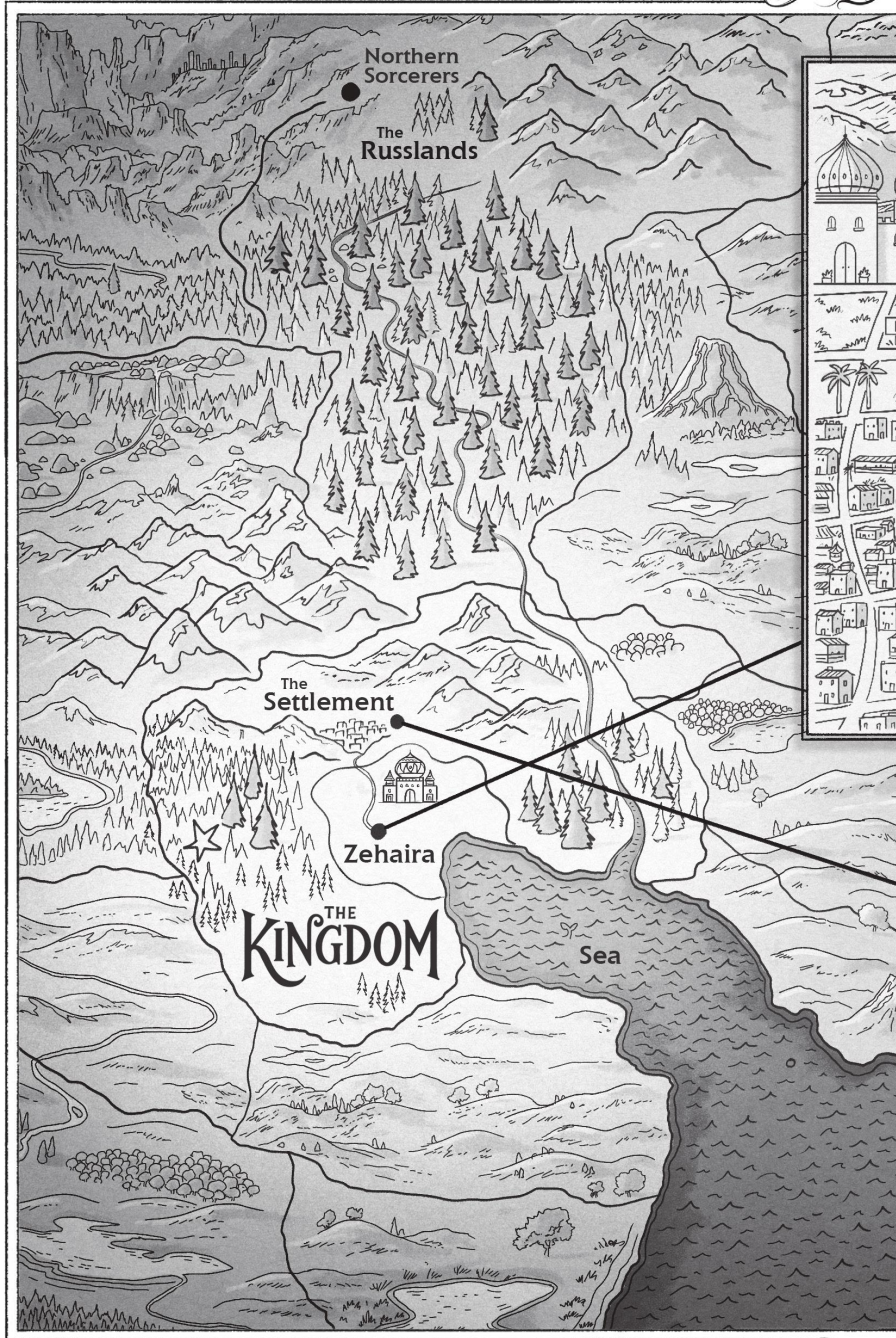 Northern
Sorcerers
The
Russlands
The
Settlement
Zehaira
THE
KINGDOM
Sea